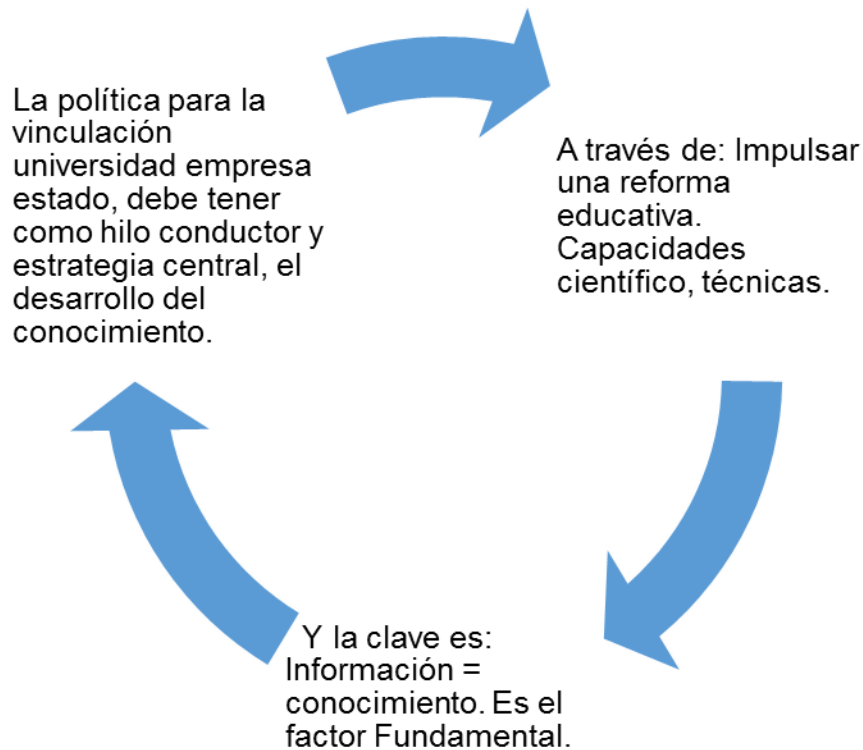 La política para la
vinculación
universidad empresa
estado, debe tener
como hilo conductor y
estrategia central, el
desarrollo del
conocimiento.
A través de: Impulsar
una reforma
educativa.
Capacidades
científico, técnicas.
Y la clave es:
Información =
conocimiento. Es el
factor Fundamental.